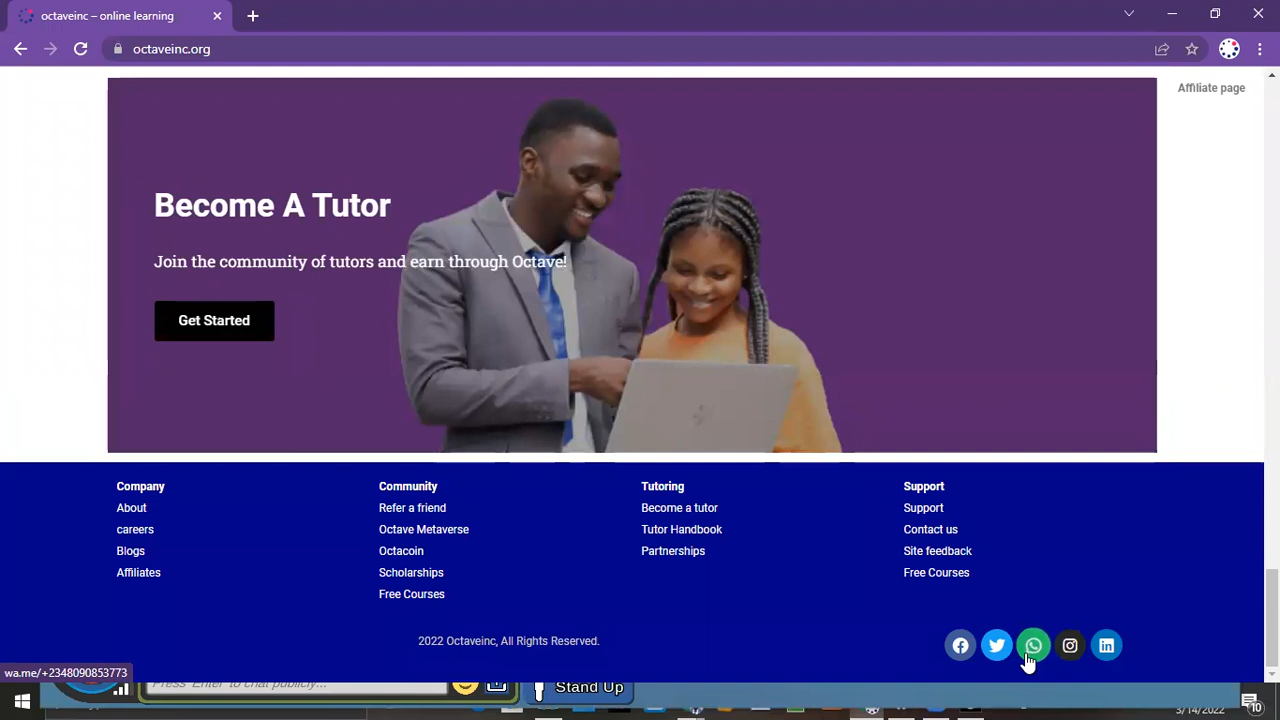 octaveinc – online learning
octaveinc.org
Affiliate page
Become A Tutor
Join the community of tutors and earn through Octave!
Get Started
Company
About
careers
Blogs
Affiliates
Community
Refer a friend
Octave Metaverse
Octacoin
Scholarships
Free Courses
Tutoring
Become a tutor
Tutor Handbook
Partnerships
Support
Support
Contact us
Site feedback
Free Courses
2022 Octaveinc, All Rights Reserved.
wa.me/+2348090853773
Press 'Enter' to chat publicly...
Stand Up
5/14/2022
10